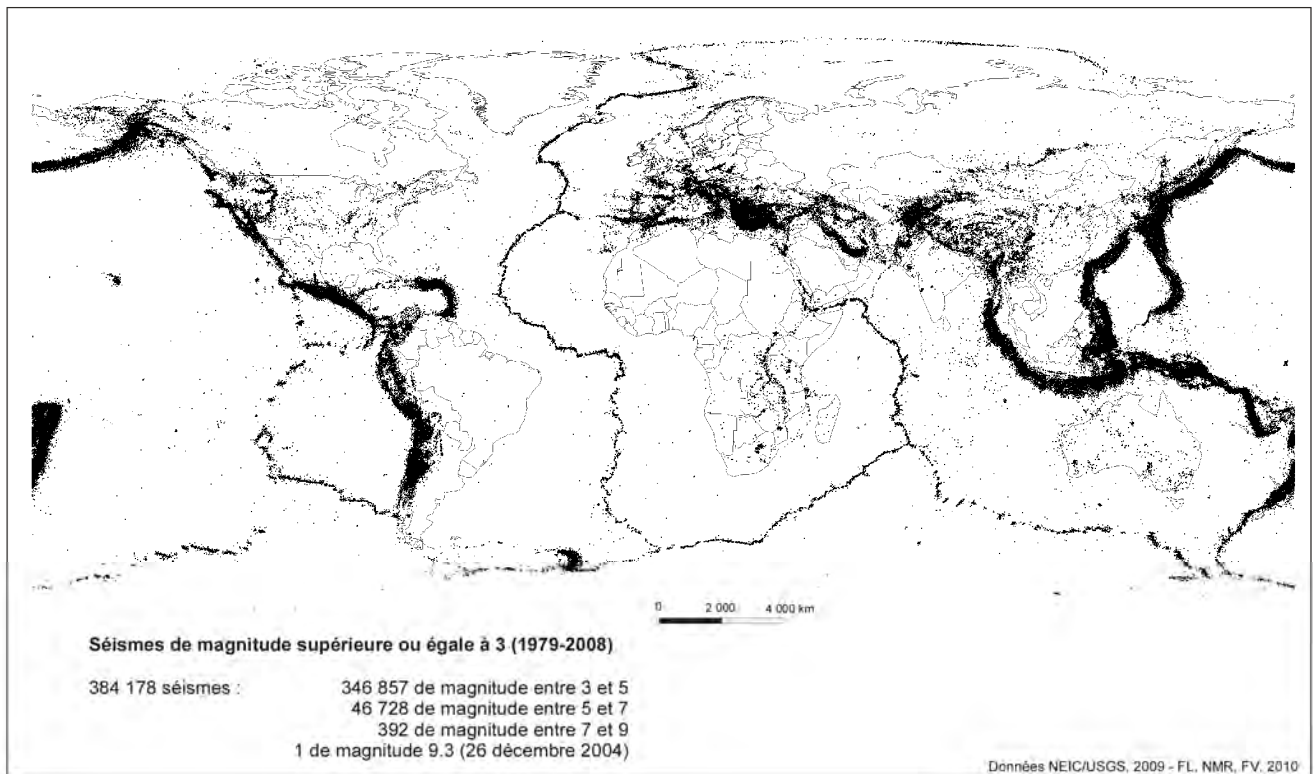 0 2 000 4 000 km
Séismes de magnitude supérieure ou égale à 3 (1979-2008)
384 178 séismes : 346 857 de magnitude entre 3 et 5
46 728 de magnitude entre 5 et 7
392 de magnitude entre 7 et 9
1 de magnitude 9.3 (26 décembre 2004)
Données NEIC/USGS, 2009 - FL, NMR, FV, 2010